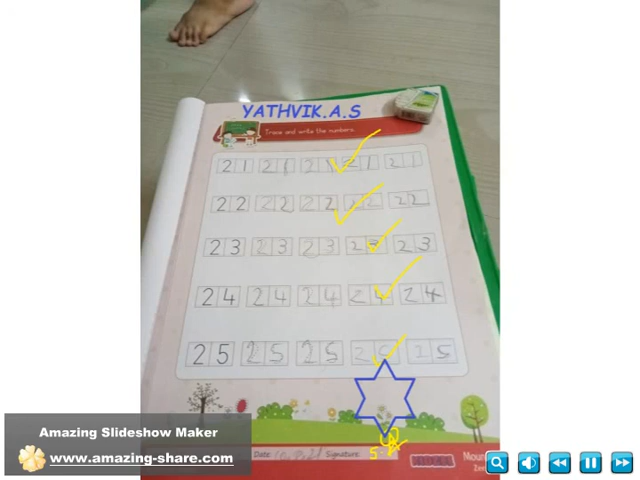 YATHVIK.A.S
Trace and write the numbers.
21 21 21 21 21
22 22 22 22 22
23 23 23 23 23
24 24 24 24 24
25 25 25 25 25
Date: Signature:
Amazing Slideshow Maker
www.amazing-share.com